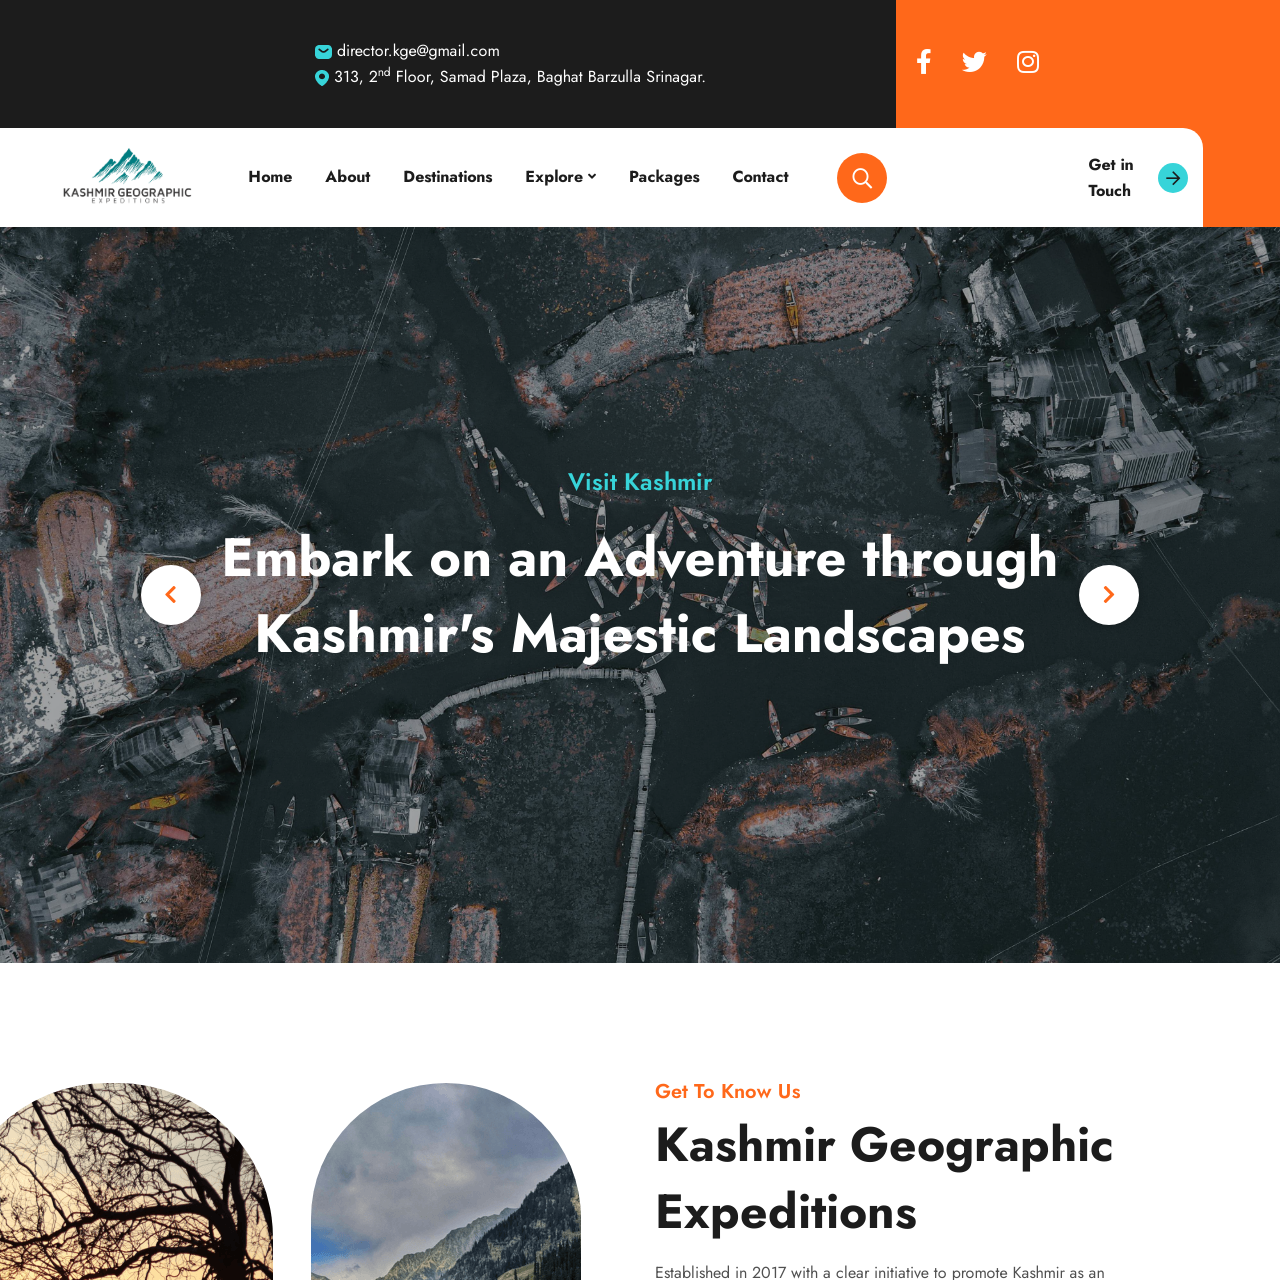 director.kge@gmail.com
313, 2nd Floor, Samad Plaza, Baghat Barzulla Srinagar.
KASHMIR GEOGRAPHIC
EXPEDITIONS
Home
About
Destinations
Explore
Packages
Contact
Get in
Touch
Visit Kashmir
Embark on an Adventure through
Kashmir's Majestic Landscapes
Get To Know Us
Kashmir Geographic
Expeditions
Established in 2017 with a clear initiative to promote Kashmir as an